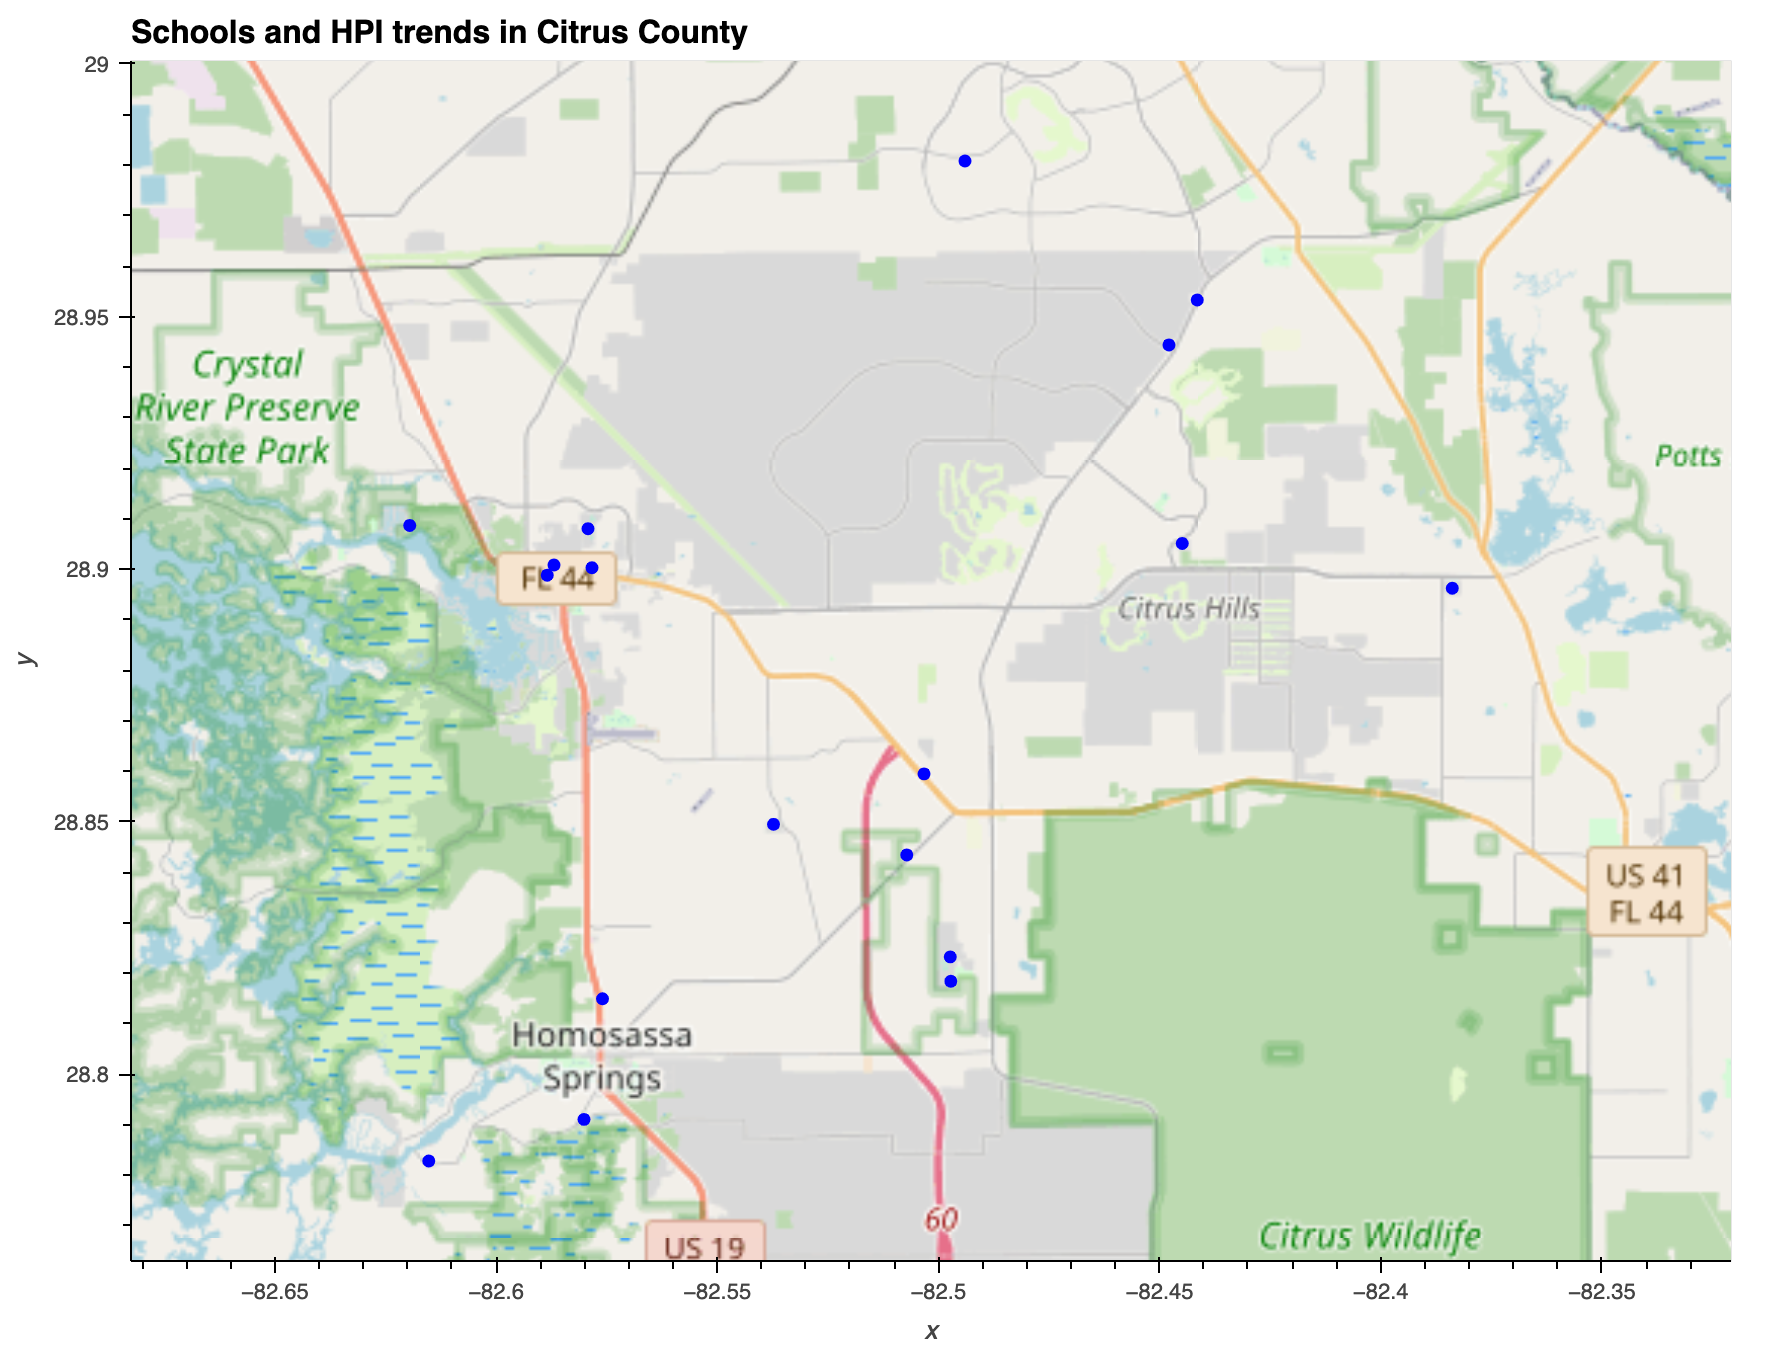 Schools and HPI trends in Citrus County
29
28.95
28.9
28.85
28.8
y
Crystal
River Preserve
State Park
Potts
FL 44
Citrus Hills
US 41
FL 44
Homosassa
Springs
60
US 19
Citrus Wildlife
−82.65
−82.6
−82.55
−82.5
−82.45
−82.4
−82.35
x